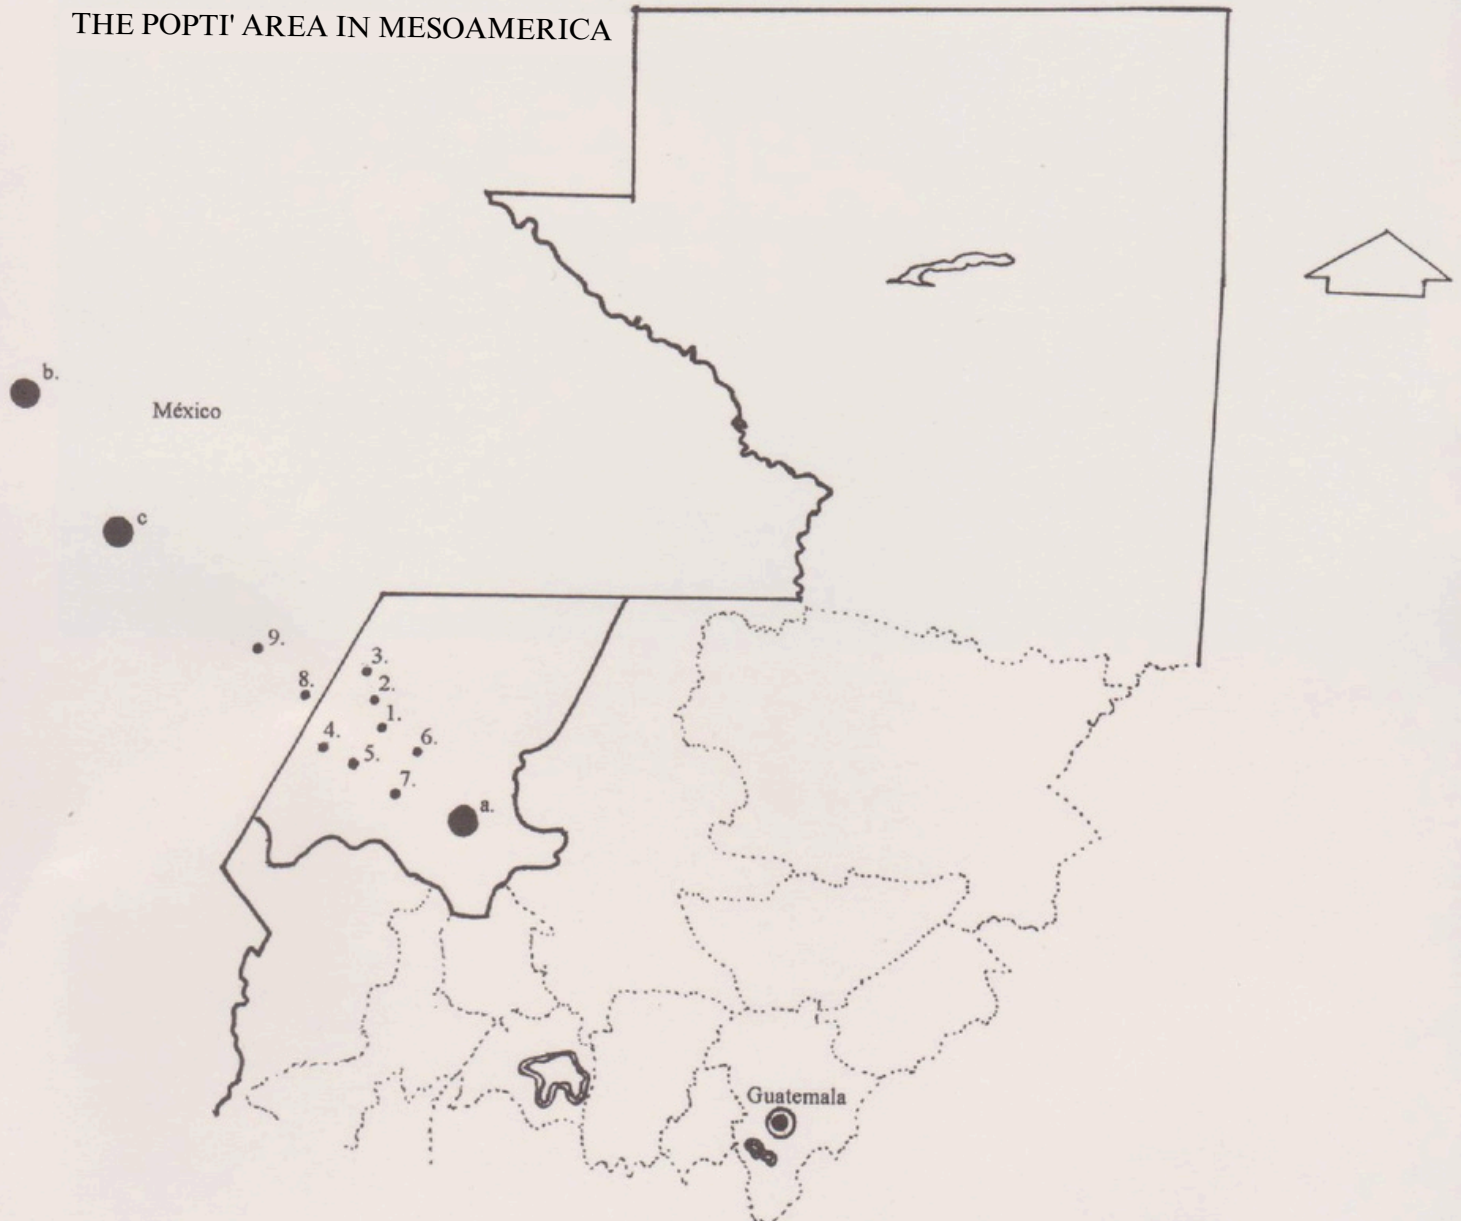 THE POPTI' AREA IN MESOAMERICA
b.
México
c
9.
3.
8.
2.
1.
4.
6.
5.
7.
a.
Guatemala